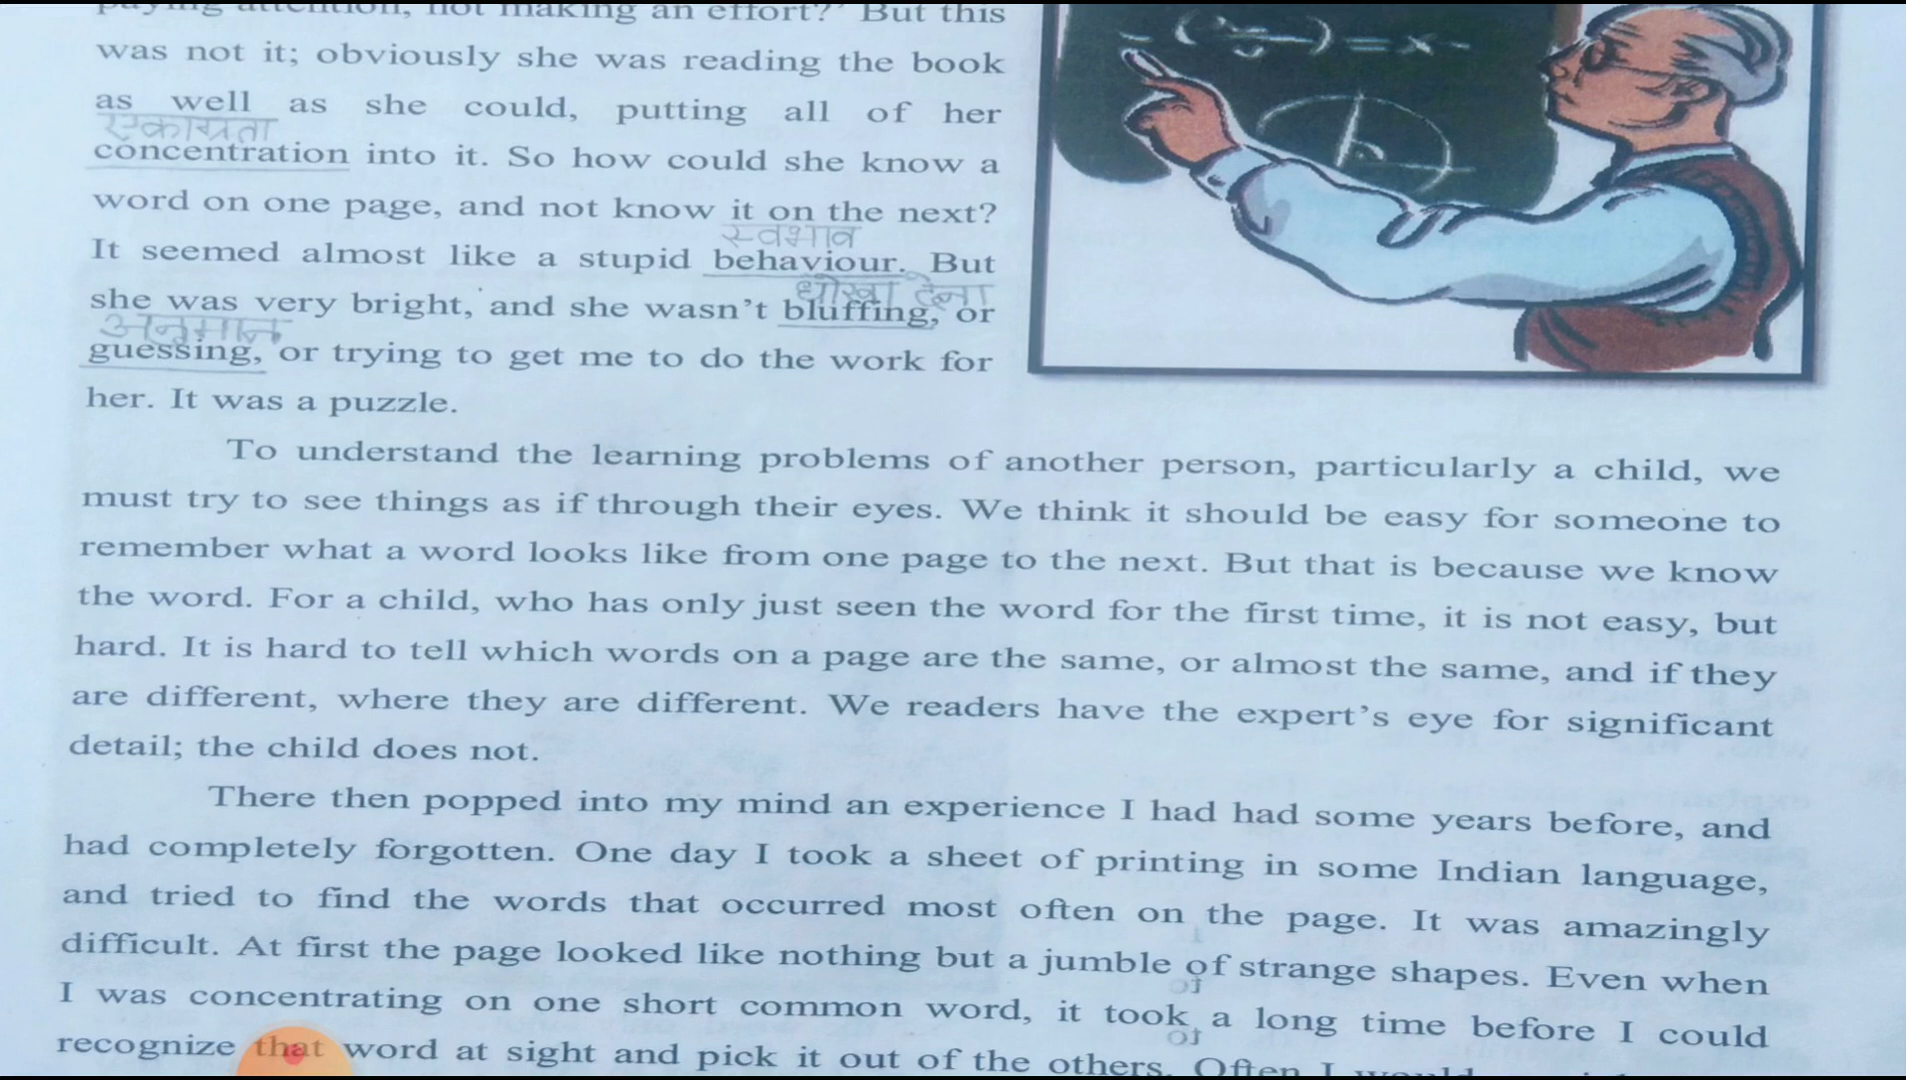 paying attention, not making an effort?' But this
was not it; obviously she was reading the book
as well as she could, putting all of her
एकाग्रता
concentration into it. So how could she know a
word on one page, and not know it on the next?
स्वभाव
It seemed almost like a stupid behaviour. But
धोखा देना
she was very bright, and she wasn't bluffing, or
अनुमान
guessing, or trying to get me to do the work for
her. It was a puzzle.
To understand the learning problems of another person, particularly a child, we
must try to see things as if through their eyes. We think it should be easy for someone to
remember what a word looks like from one page to the next. But that is because we know
the word. For a child, who has only just seen the word for the first time, it is not easy, but
hard. It is hard to tell which words on a page are the same, or almost the same, and if they
are different, where they are different. We readers have the expert's eye for significant
detail; the child does not.
There then popped into my mind an experience I had had some years before, and
had completely forgotten. One day I took a sheet of printing in some Indian language,
and tried to find the words that occurred most often on the page. It was amazingly
difficult. At first the page looked like nothing but a jumble of strange shapes. Even when
I was concentrating on one short common word, it took a long time before I could
recognize that word at sight and pick it out of the others. Often I would